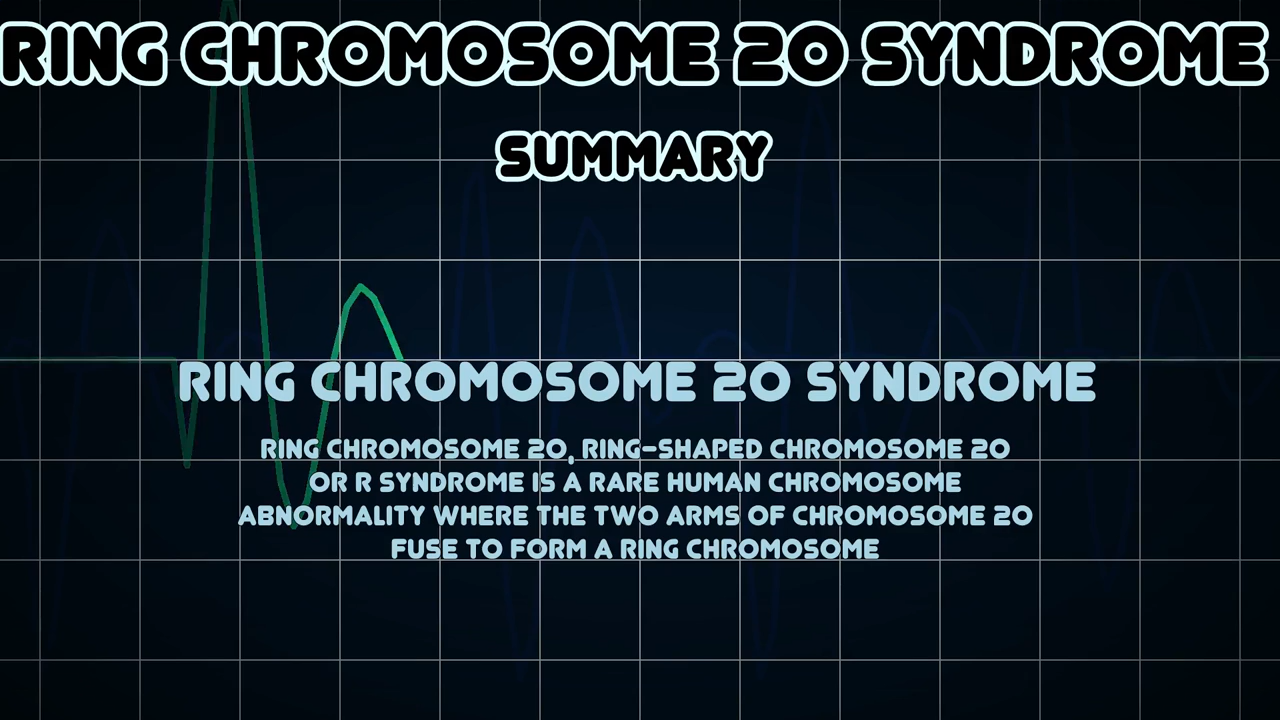 RING CHROMOSOME 20 SYNDROME
SUMMARY
RING CHROMOSOME 20 SYNDROME
RING CHROMOSOME 20, RING-SHAPED CHROMOSOME 20
OR R SYNDROME IS A RARE HUMAN CHROMOSOME
ABNORMALITY WHERE THE TWO ARMS OF CHROMOSOME 20
FUSE TO FORM A RING CHROMOSOME